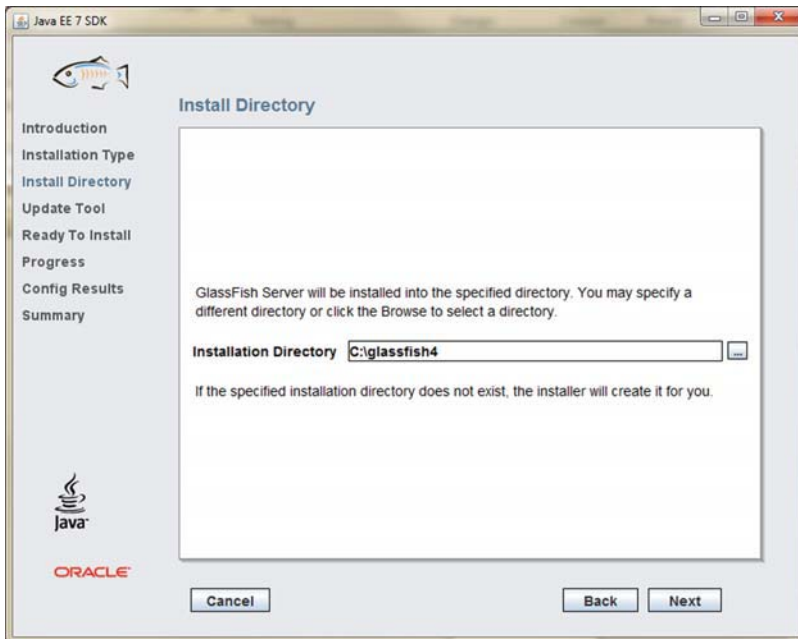 Java EE 7 SDK
Install Directory
Introduction
Installation Type
Install Directory
Update Tool
Ready To Install
Progress
Config Results
Summary
GlassFish Server will be installed into the specified directory. You may specify a
different directory or click the Browse to select a directory.
Installation Directory C:\glassfish4 ...
If the specified installation directory does not exist, the installer will create it for you.
Java
ORACLE
Cancel Back Next